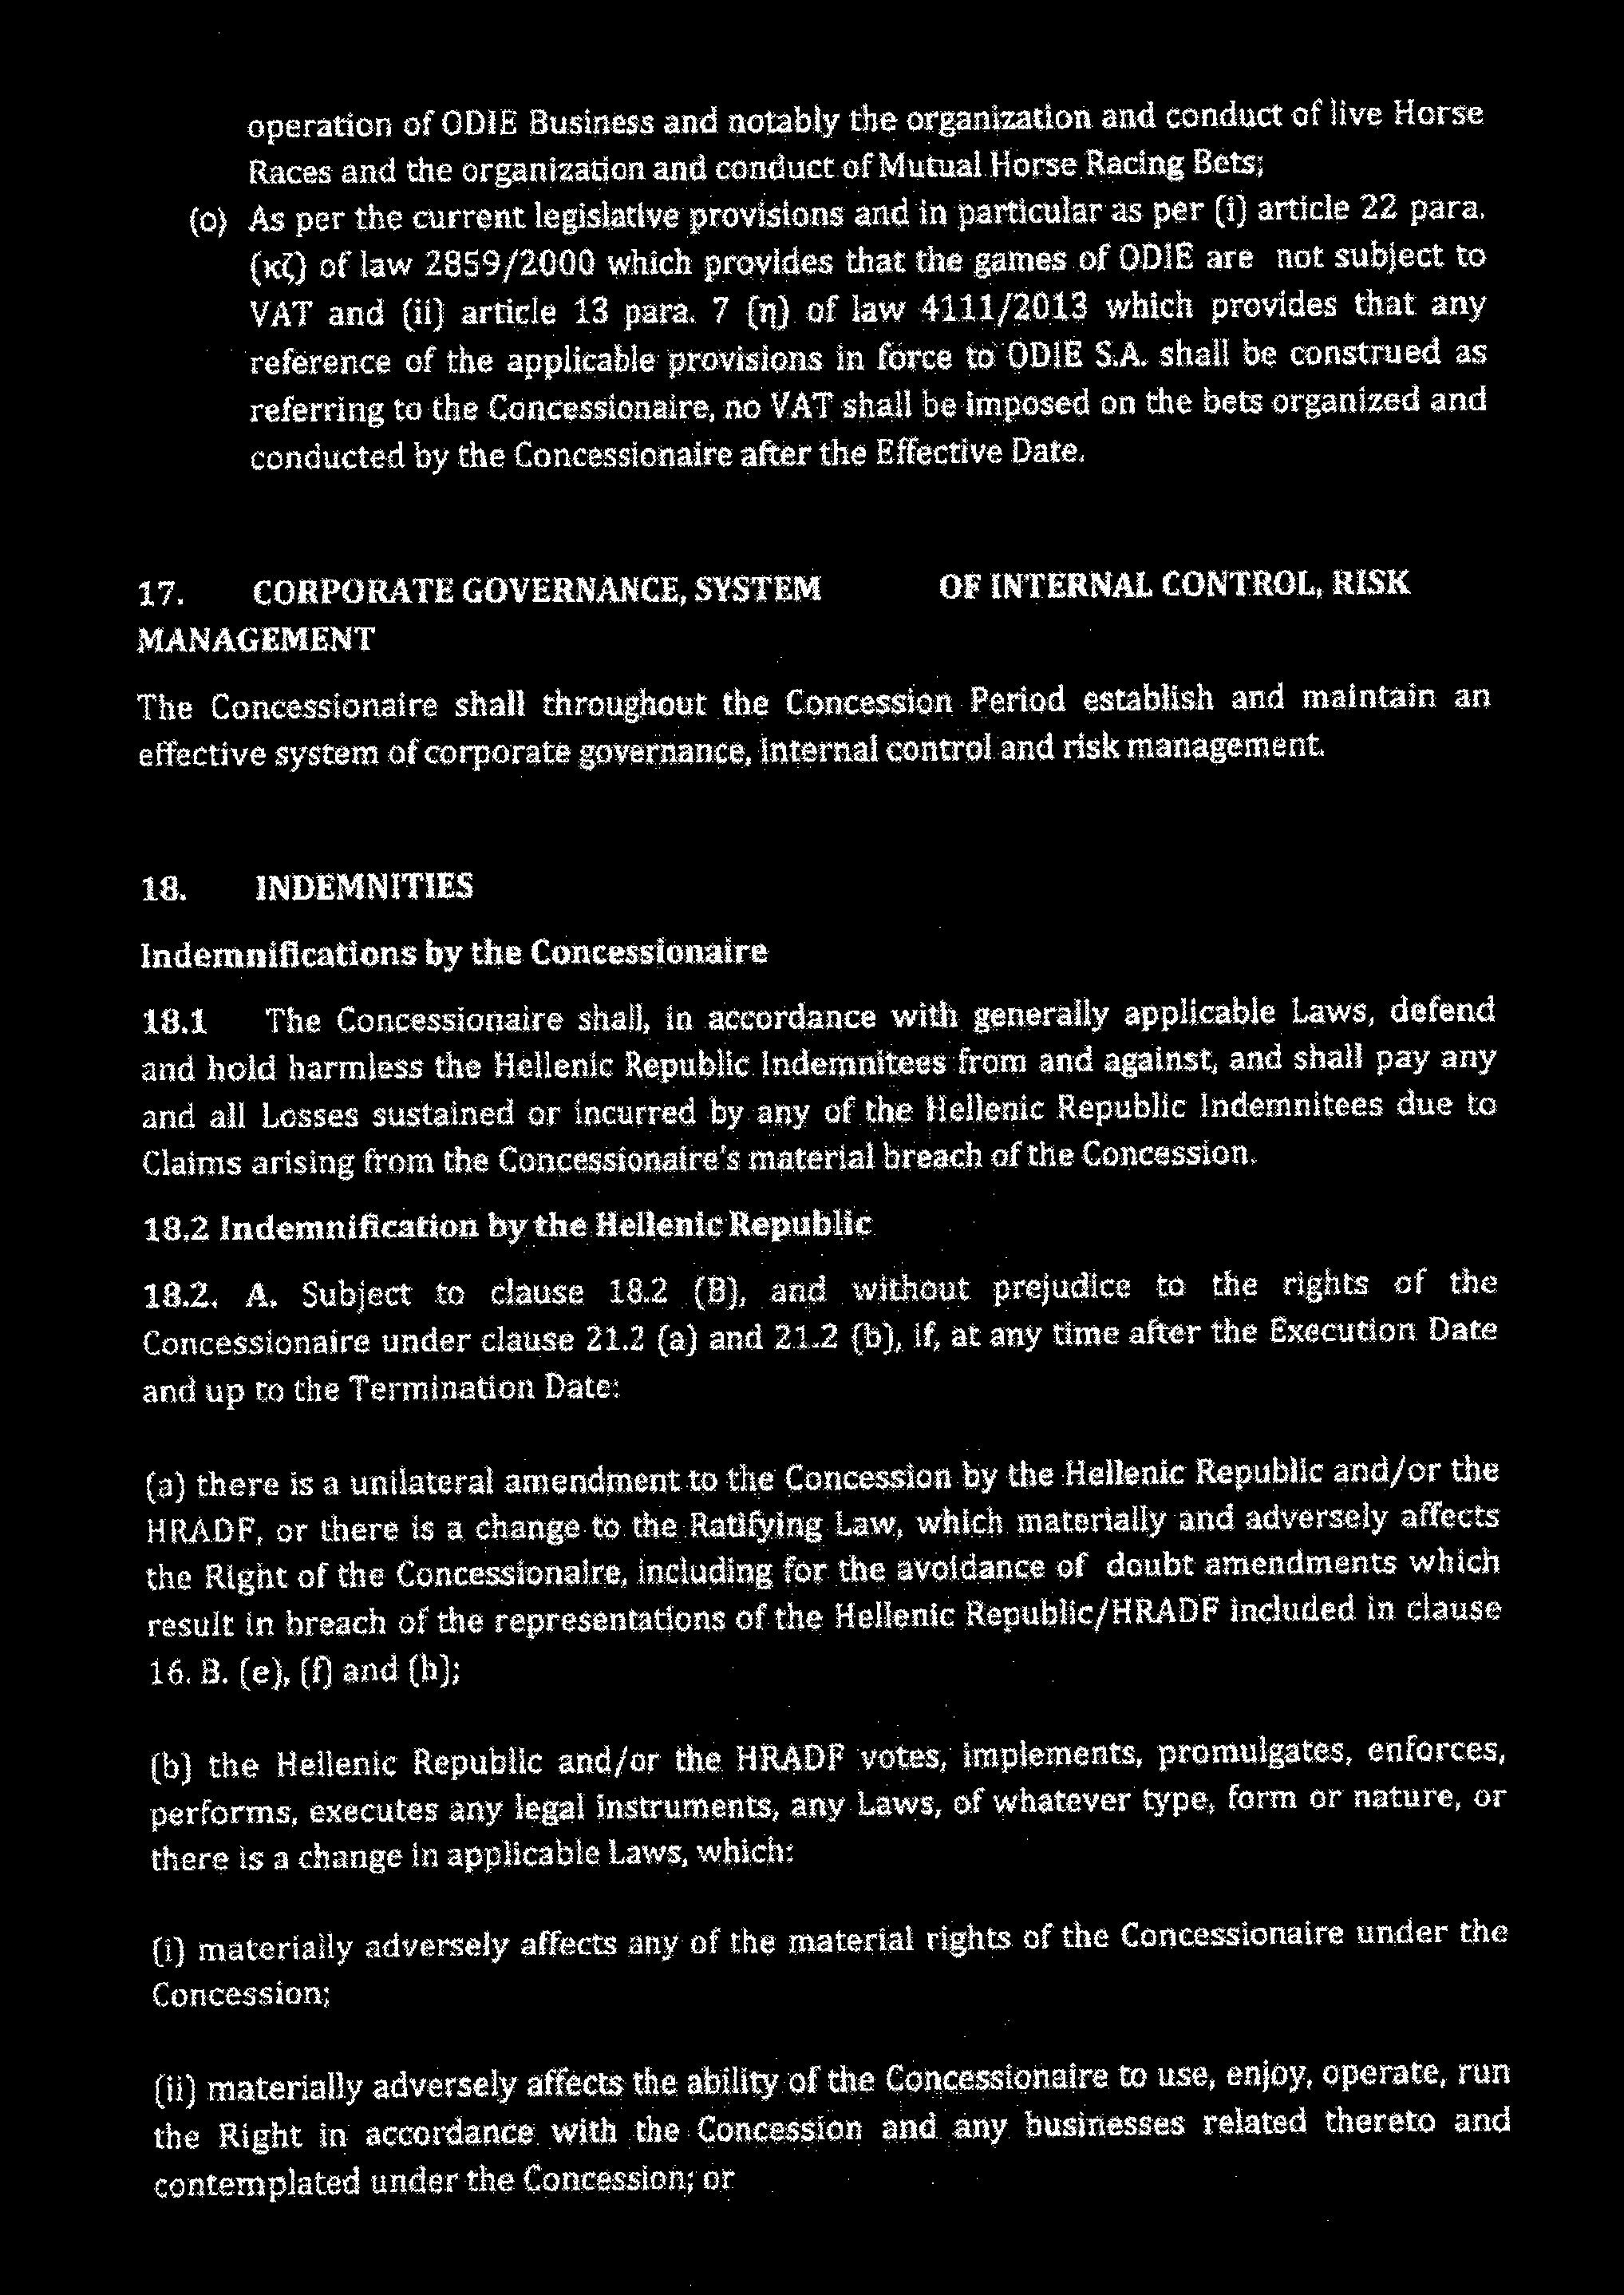 operation of ODIE Business and notably the organization and conduct of live Horse
Races and the organization and conduct of Mutual Horse Racing Bets;
(o) As per the current legislative provisions and in particular as per (i) article 22 para.
(κζ) of law 2859/2000 which provides that the games of ODIE are not subject to
VAT and (ii) article 13 para. 7 (η) of law 4111/2013 which provides that any
reference of the applicable provisions in force to ODIE S.A. shall be construed as
referring to the Concessionaire, no VAT shall be imposed on the bets organized and
conducted by the Concessionaire after the Effective Date.
17. CORPORATE GOVERNANCE, SYSTEM OF INTERNAL CONTROL, RISK
MANAGEMENT
The Concessionaire shall throughout the Concession Period establish and maintain an
effective system of corporate governance, internal control and risk management.
18. INDEMNITIES
Indemnifications by the Concessionaire
18.1 The Concessionaire shall, in accordance with generally applicable Laws, defend
and hold harmless the Hellenic Republic Indemnitees from and against, and shall pay any
and all Losses sustained or incurred by any of the Hellenic Republic Indemnitees due to
Claims arising from the Concessionaire's material breach of the Concession.
18.2 Indemnification by the Hellenic Republic
18.2. A. Subject to clause 18.2 (B), and without prejudice to the rights of the
Concessionaire under clause 21.2 (a) and 21.2 (b), if, at any time after the Execution Date
and up to the Termination Date:
(a) there is a unilateral amendment to the Concession by the Hellenic Republic and/or the
HRADF, or there is a change to the Ratifying Law, which materially and adversely affects
the Right of the Concessionaire, including for the avoidance of doubt amendments which
result in breach of the representations of the Hellenic Republic/HRADF included in clause
16. B. (e), (f) and (h);
(b) the Hellenic Republic and/or the HRADF votes, implements, promulgates, enforces,
performs, executes any legal instruments, any Laws, of whatever type, form or nature, or
there is a change in applicable Laws, which:
(i) materially adversely affects any of the material rights of the Concessionaire under the
Concession;
(ii) materially adversely affects the ability of the Concessionaire to use, enjoy, operate, run
the Right in accordance with the Concession and any businesses related thereto and
contemplated under the Concession; or